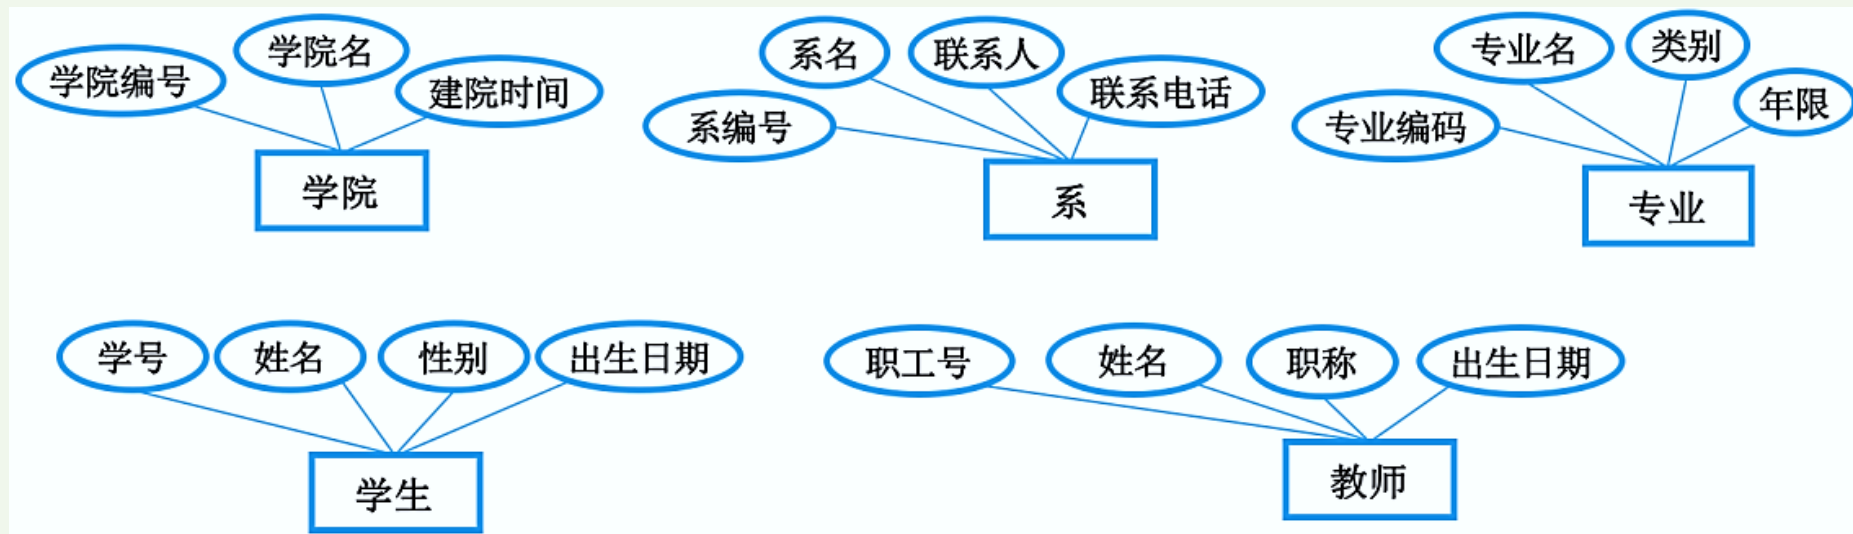 学院编号
学院名
建院时间
学院
系编号
系名
联系人
联系电话
系
专业编码
专业名
类别
年限
专业
学号
姓名
性别
出生日期
学生
职工号
姓名
职称
出生日期
教师